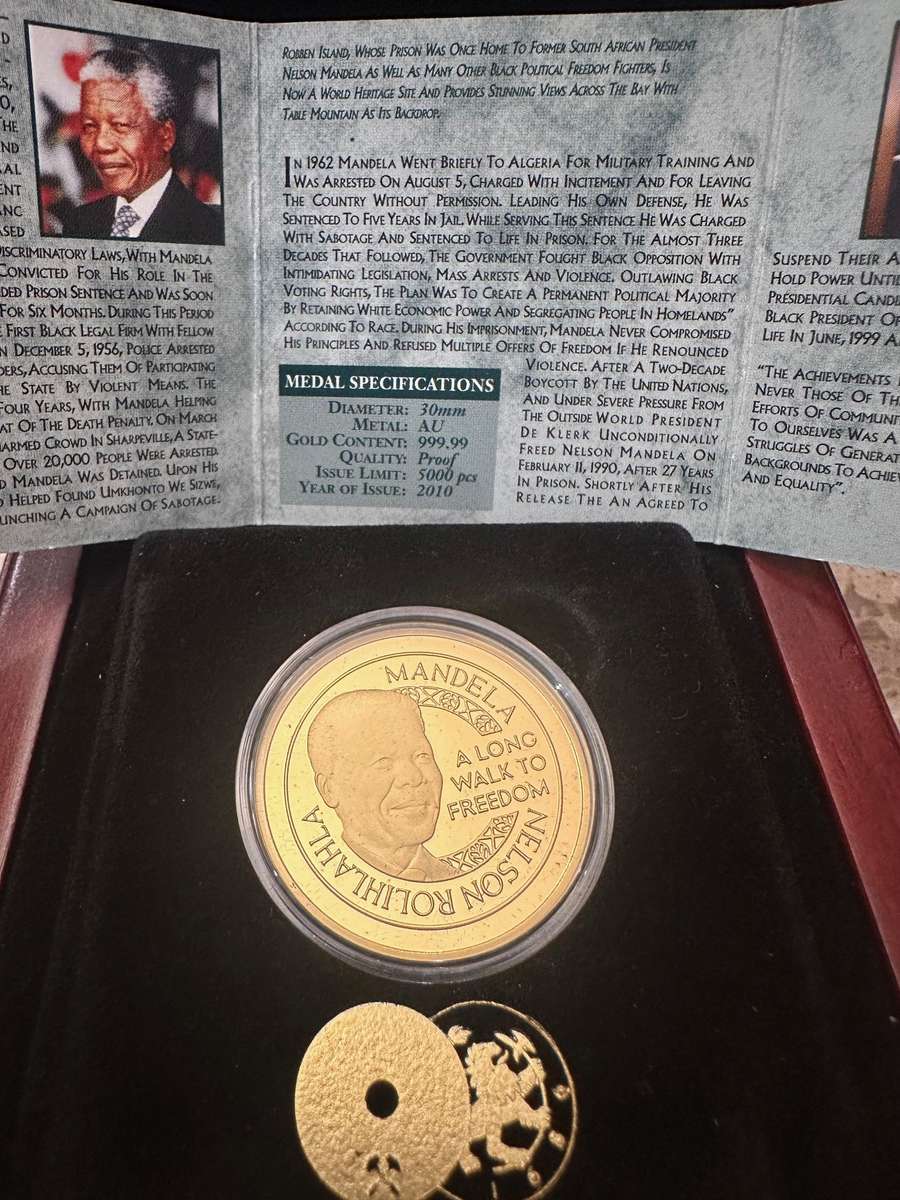 D
-
ES,
O,
HE
ND
AL
ENT
ANC
ASED
DISCRIMINATORY LAWS, WITH MANDELA
CONVICTED FOR HIS ROLE IN THE
DED PRISON SENTENCE AND WAS SOON
FOR SIX MONTHS. DURING THIS PERIOD
E FIRST BLACK LEGAL FIRM WITH FELLOW
N DECEMBER 5, 1956, POLICE ARRESTED
DERS, ACCUSING THEM OF PARTICIPATING
HE STATE BY VIOLENT MEANS. THE
FOUR YEARS, WITH MANDELA HELPING
AT OF THE DEATH PENALTY. ON MARCH
ARMED CROWD IN SHARPEVILLE, A STATE-
OVER 20,000 PEOPLE WERE ARRESTED
D MANDELA WAS DETAINED. UPON HIS
D HELPED FOUND UMKHONTO WE SIZWE,
UNCHING A CAMPAIGN OF SABOTAGE.
ROBBEN ISLAND, WHOSE PRISON WAS ONCE HOME TO FORMER SOUTH AFRICAN PRESIDENT
NELSON MANDELA AS WELL AS MANY OTHER BLACK POLITICAL FREEDOM FIGHTERS, IS
NOW A WORLD HERITAGE SITE AND PROVIDES STUNNING VIEWS ACROSS THE BAY WITH
TABLE MOUNTAIN AS ITS BACKDROP.
IN 1962 MANDELA WENT BRIEFLY TO ALGERIA FOR MILITARY TRAINING AND
WAS ARRESTED ON AUGUST 5, CHARGED WITH INCITEMENT AND FOR LEAVING
THE COUNTRY WITHOUT PERMISSION. LEADING HIS OWN DEFENSE, HE WAS
SENTENCED TO FIVE YEARS IN JAIL. WHILE SERVING THIS SENTENCE HE WAS CHARGED
WITH SABOTAGE AND SENTENCED TO LIFE IN PRISON. FOR THE ALMOST THREE
DECADES THAT FOLLOWED, THE GOVERNMENT FOUGHT BLACK OPPOSITION WITH
INTIMIDATING LEGISLATION, MASS ARRESTS AND VIOLENCE. OUTLAWING BLACK
VOTING RIGHTS, THE PLAN WAS TO CREATE A PERMANENT POLITICAL MAJORITY
BY RETAINING WHITE ECONOMIC POWER AND SEGREGATING PEOPLE IN HOMELANDS"
ACCORDING TO RACE. DURING HIS IMPRISONMENT, MANDELA NEVER COMPROMISED
HIS PRINCIPLES AND REFUSED MULTIPLE OFFERS OF FREEDOM IF HE RENOUNCED
VIOLENCE. AFTER A TWO-DECADE
BOYCOTT BY THE UNITED NATIONS,
AND UNDER SEVERE PRESSURE FROM
THE OUTSIDE WORLD PRESIDENT
DE KLERK UNCONDITIONALLY
FREED NELSON MANDELA ON
FEBRUARY 11, 1990, AFTER 27 YEARS
IN PRISON. SHORTLY AFTER HIS
RELEASE THE AN AGREED TO
MEDAL SPECIFICATIONS
DIAMETER: 30mm
METAL: AU
GOLD CONTENT: 999.99
QUALITY: Proof
ISSUE LIMIT: 5000 pcs
YEAR OF ISSUE: 2010
SUSPEND THEIR A
HOLD POWER UNTIL
PRESIDENTIAL CANDI
BLACK PRESIDENT OF
LIFE IN JUNE, 1999 A
"THE ACHIEVEMENTS
NEVER THOSE OF TH
EFFORTS OF COMMUNI
TO OURSELVES WAS A
STRUGGLES OF GENERAT
BACKGROUNDS TO ACHIEV
AND EQUALITY".
MANDELA
A LONG
WALK TO
FREEDOM
NELSON ROLIHLAHLA